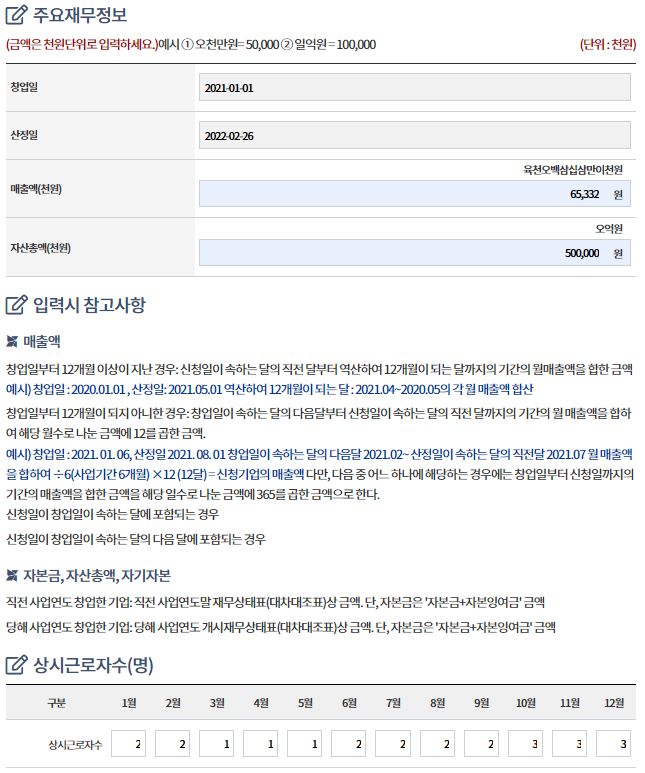 주요재무정보
(금액은 천원단위로 입력하세요.)예시 ① 오천만원= 50,000 ② 일억원 = 100,000 (단위 : 천원)
창업일 2021-01-01
산정일 2022-02-26
육천오백삼십삼만이천원
매출액(천원) 65,332 원
오억원
자산총액(천원) 500,000 원
입력시 참고사항
매출액
창업일부터 12개월 이상이 지난 경우: 신청일이 속하는 달의 직전 달부터 역산하여 12개월이 되는 달까지의 기간의 월매출액을 합한 금액
예시) 창업일 : 2020.01.01 , 산정일: 2021.05.01 역산하여 12개월이 되는 달 : 2021.04~2020.05의 각 월 매출액 합산
창업일부터 12개월이 되지 아니한 경우: 창업일이 속하는 달의 다음달부터 신청일이 속하는 달의 직전 달까지의 기간의 월 매출액을 합하
여 해당 월수로 나눈 금액에 12를 곱한 금액.
예시) 창업일 : 2021. 01. 06, 산정일 2021. 08. 01 창업일이 속하는 달의 다음달 2021.02~ 산정일이 속하는 달의 직전달 2021.07 월 매출액
을 합하여 ÷ 6(사업기간 6개월) ×12 (12달) = 신청기업의 매출액 다만, 다음 중 어느 하나에 해당하는 경우에는 창업일부터 신청일까지의
기간의 매출액을 합한 금액을 해당 일수로 나눈 금액에 365를 곱한 금액으로 한다.
신청일이 창업일이 속하는 달에 포함되는 경우
신청일이 창업일이 속하는 달의 다음 달에 포함되는 경우
자본금, 자산총액, 자기자본
직전 사업연도 창업한 기업: 직전 사업연도말 재무상태표(대차대조표)상 금액. 단, 자본금은 '자본금+자본잉여금' 금액
당해 사업연도 창업한 기업: 당해 사업연도 개시재무상태표(대차대조표)상 금액. 단, 자본금은 '자본금+자본잉여금' 금액
상시근로자수(명)
구분 1월 2월 3월 4월 5월 6월 7월 8월 9월 10월 11월 12월
상시근로자수 2 2 1 1 1 2 2 2 2 3 3 3